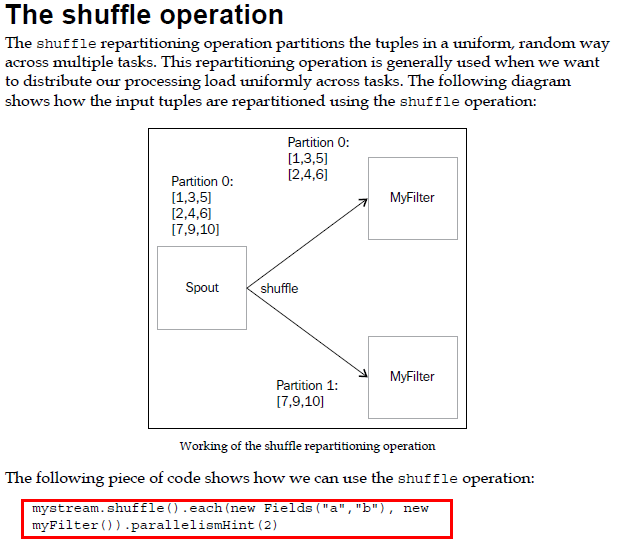 The shuffle operation
The shuffle repartitioning operation partitions the tuples in a uniform, random way
across multiple tasks. This repartitioning operation is generally used when we want
to distribute our processing load uniformly across tasks. The following diagram
shows how the input tuples are repartitioned using the shuffle operation:
Partition 0:
[1,3,5]
[2,4,6]
MyFilter
Partition 0:
[1,3,5]
[2,4,6]
[7,9,10]
Spout
shuffle
MyFilter
Partition 1:
[7,9,10]
Working of the shuffle repartitioning operation
The following piece of code shows how we can use the shuffle operation:
mystream.shuffle().each(new Fields("a","b"), new
myFilter()).parallelismHint(2)